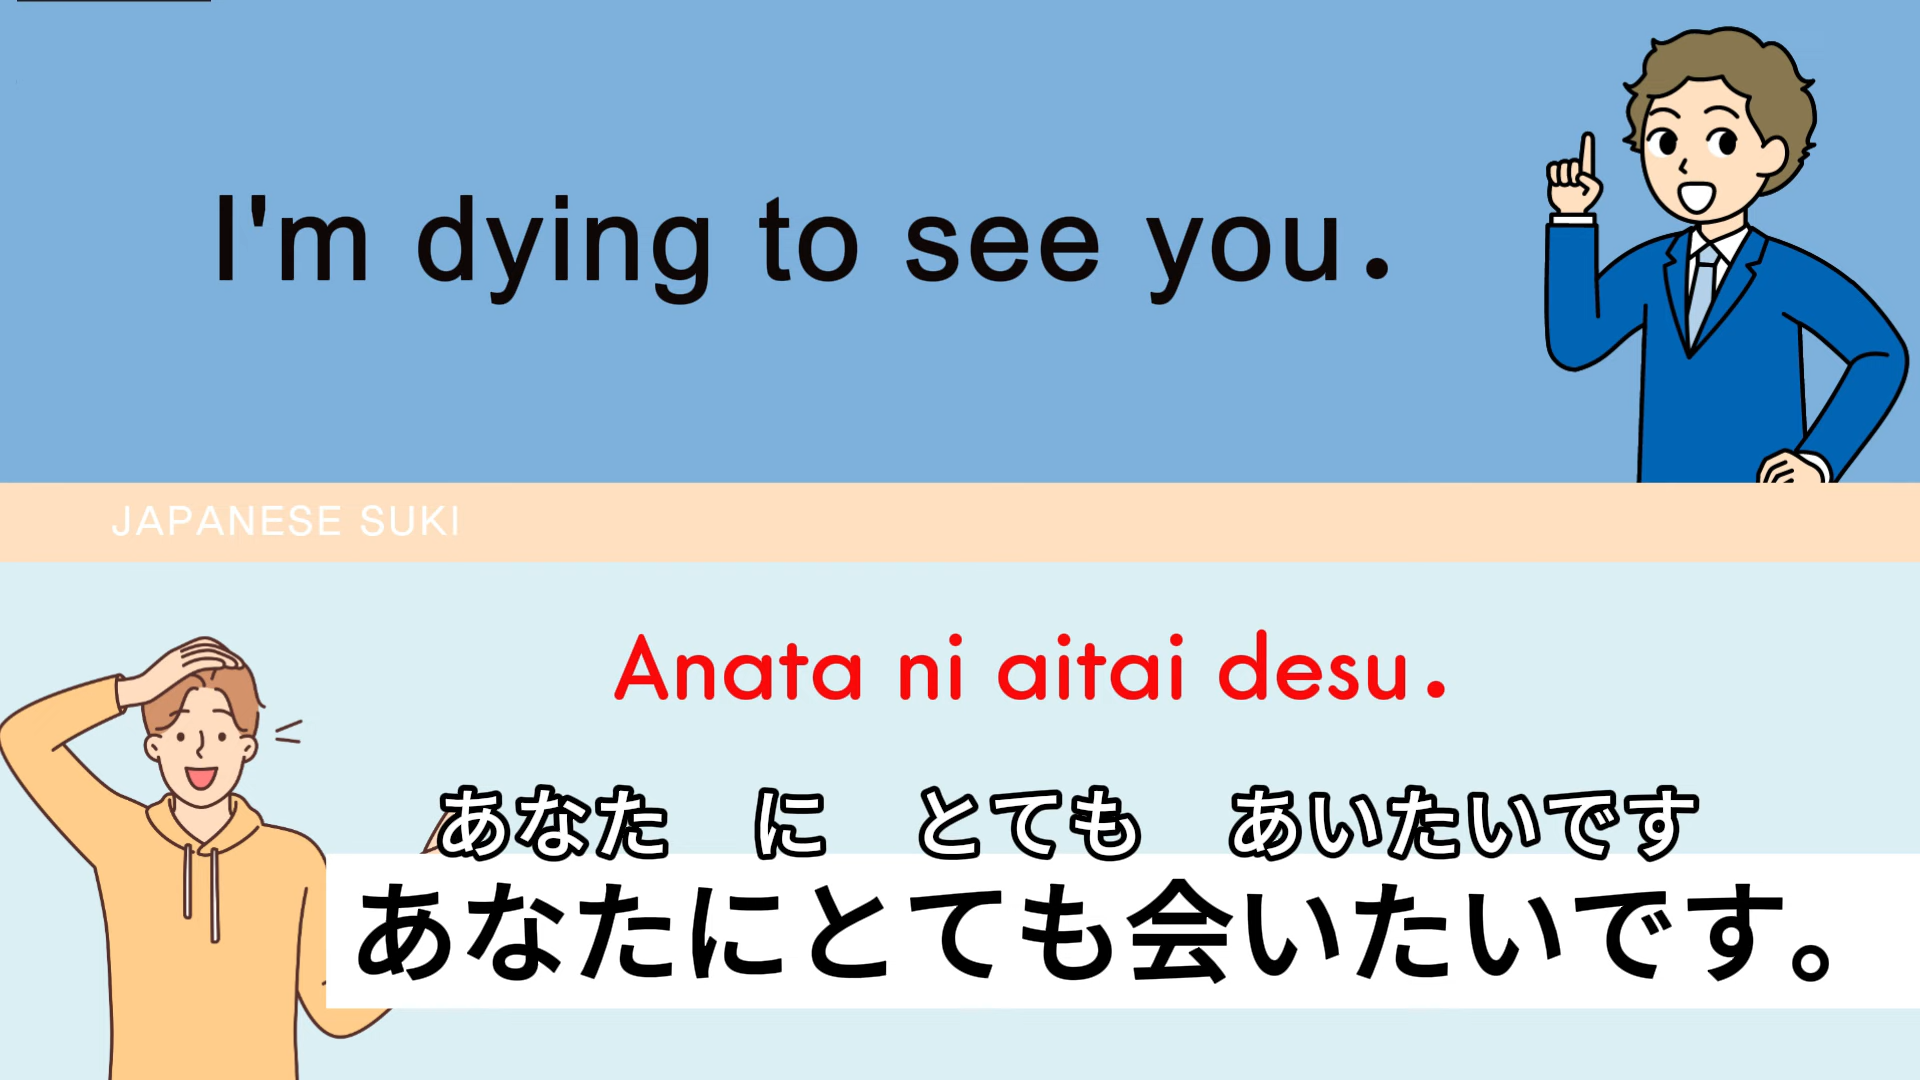 I'm dying to see you.
JAPANESE SUKI
Anata ni aitai desu.
あなた に とても あいたいです
あなたにとても会いたいです。